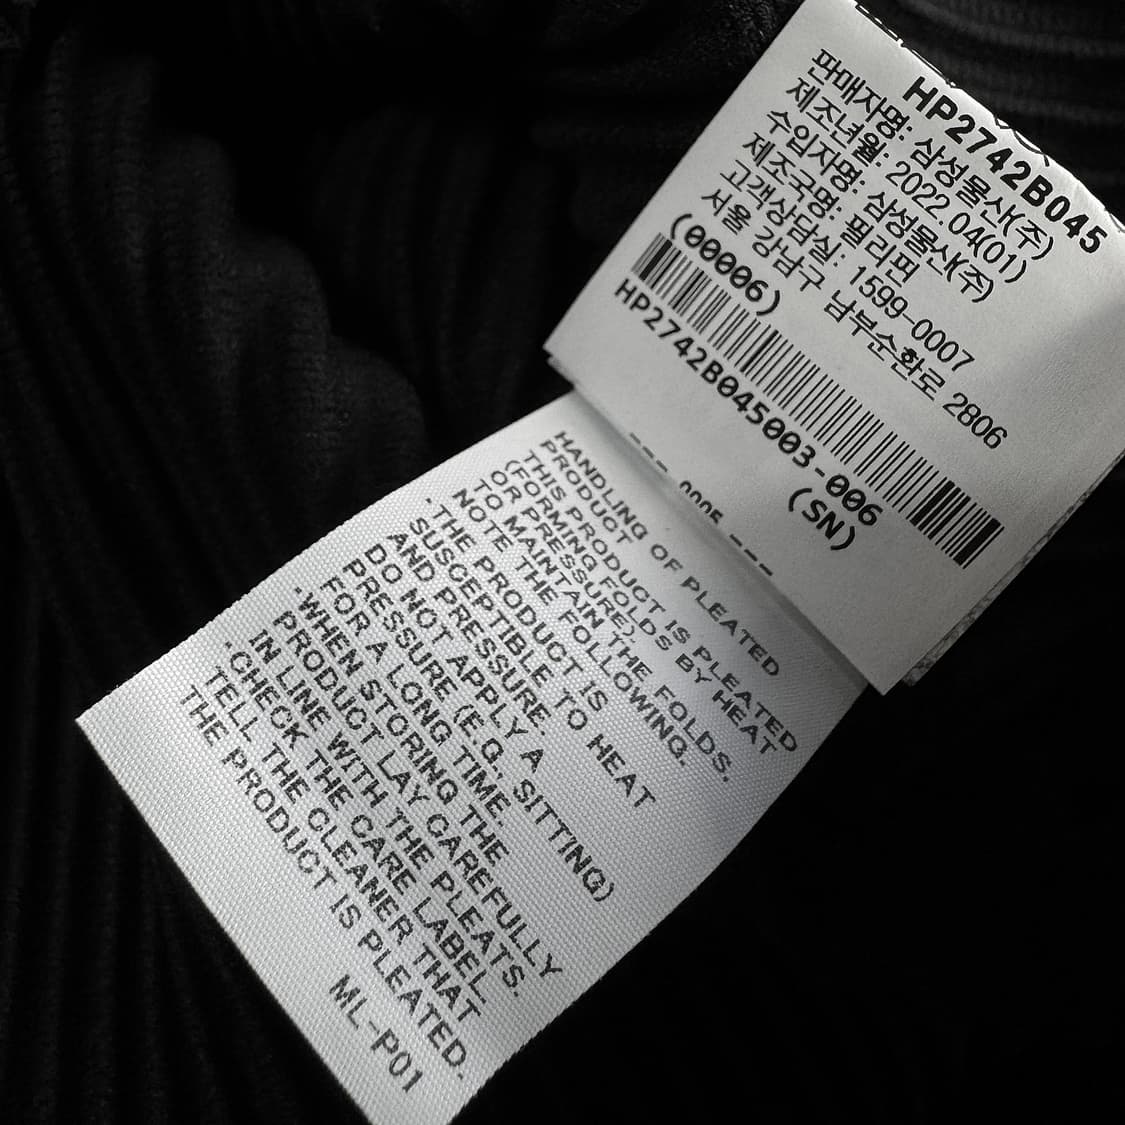 HP2742B045
판매자명: 삼성물산(주)
제조년월: 2022.04(01)
수입자명: 삼성물산(주)
제조국명: 필리핀
고객상담실: 1599-0007
서울 강남구 남부순환로 2806
(00006)
HP2742B045003-006
(SN)
--- 0005 ---
HANDLING OF PLEATED
PRODUCT
THIS PRODUCT IS PLEATED
(FORMING FOLDS BY HEAT
OR PRESSURE).
TO MAINTAIN THE FOLDS.
NOTE THE FOLLOWING.
.THE PRODUCT IS
SUSCEPTIBLE TO HEAT
AND PRESSURE.
DO NOT APPLY A
PRESSURE (E.G., SITTING)
FOR A LONG TIME.
.WHEN STORING THE
PRODUCT LAY CAREFULLY
IN LINE WITH THE PLEATS.
.CHECK THE CARE LABEL
TELL THE CLEANER THAT
THE PRODUCT IS PLEATED.
ML-P01